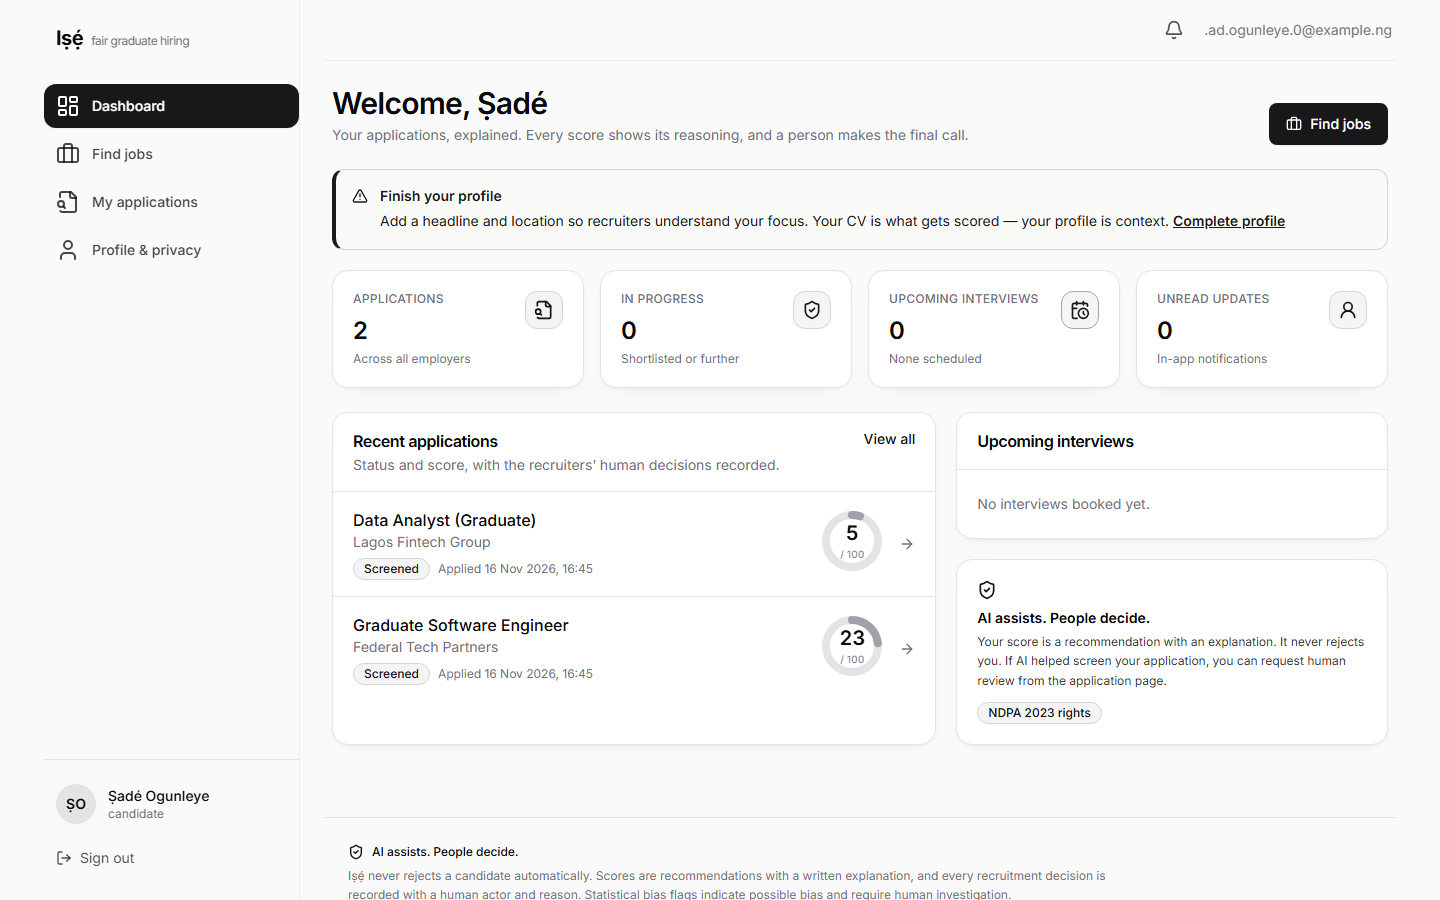 Iṣẹ́ fair graduate hiring
.ad.ogunleye.0@example.ng
Dashboard
Find jobs
My applications
Profile & privacy
Welcome, Ṣadé
Your applications, explained. Every score shows its reasoning, and a person makes the final call.
Find jobs
Finish your profile
Add a headline and location so recruiters understand your focus. Your CV is what gets scored — your profile is context. Complete profile
APPLICATIONS
2
Across all employers
IN PROGRESS
0
Shortlisted or further
UPCOMING INTERVIEWS
0
None scheduled
UNREAD UPDATES
0
In-app notifications
Recent applications
View all
Status and score, with the recruiters’ human decisions recorded.
Data Analyst (Graduate)
Lagos Fintech Group
Screened Applied 16 Nov 2026, 16:45
5
/ 100
Graduate Software Engineer
Federal Tech Partners
Screened Applied 16 Nov 2026, 16:45
23
/ 100
Upcoming interviews
No interviews booked yet.
AI assists. People decide.
Your score is a recommendation with an explanation. It never rejects
you. If AI helped screen your application, you can request human
review from the application page.
NDPA 2023 rights
ṢO
Ṣadé Ogunleye
candidate
Sign out
AI assists. People decide.
Iṣẹ́ never rejects a candidate automatically. Scores are recommendations with a written explanation, and every recruitment decision is
recorded with a human actor and reason. Statistical bias flags indicate possible bias and require human investigation.